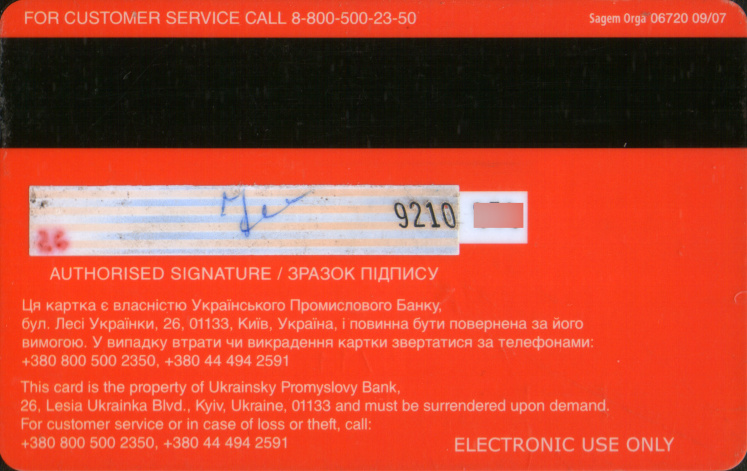 FOR CUSTOMER SERVICE CALL 8-800-500-23-50
Sagem Orga 06720 09/07
9210
26
AUTHORISED SIGNATURE / ЗРАЗОК ПІДПИСУ
Ця картка є власністю Українського Промислового Банку,
бул. Лесі Українки, 26, 01133, Київ, Україна, і повинна бути повернена за його
вимогою. У випадку втрати чи викрадення картки звертатися за телефонами:
+380 800 500 2350, +380 44 494 2591
This card is the property of Ukrainsky Promyslovy Bank,
26, Lesia Ukrainka Blvd., Kyiv, Ukraine, 01133 and must be surrendered upon demand.
For customer service or in case of loss or theft, call:
+380 800 500 2350, +380 44 494 2591
ELECTRONIC USE ONLY